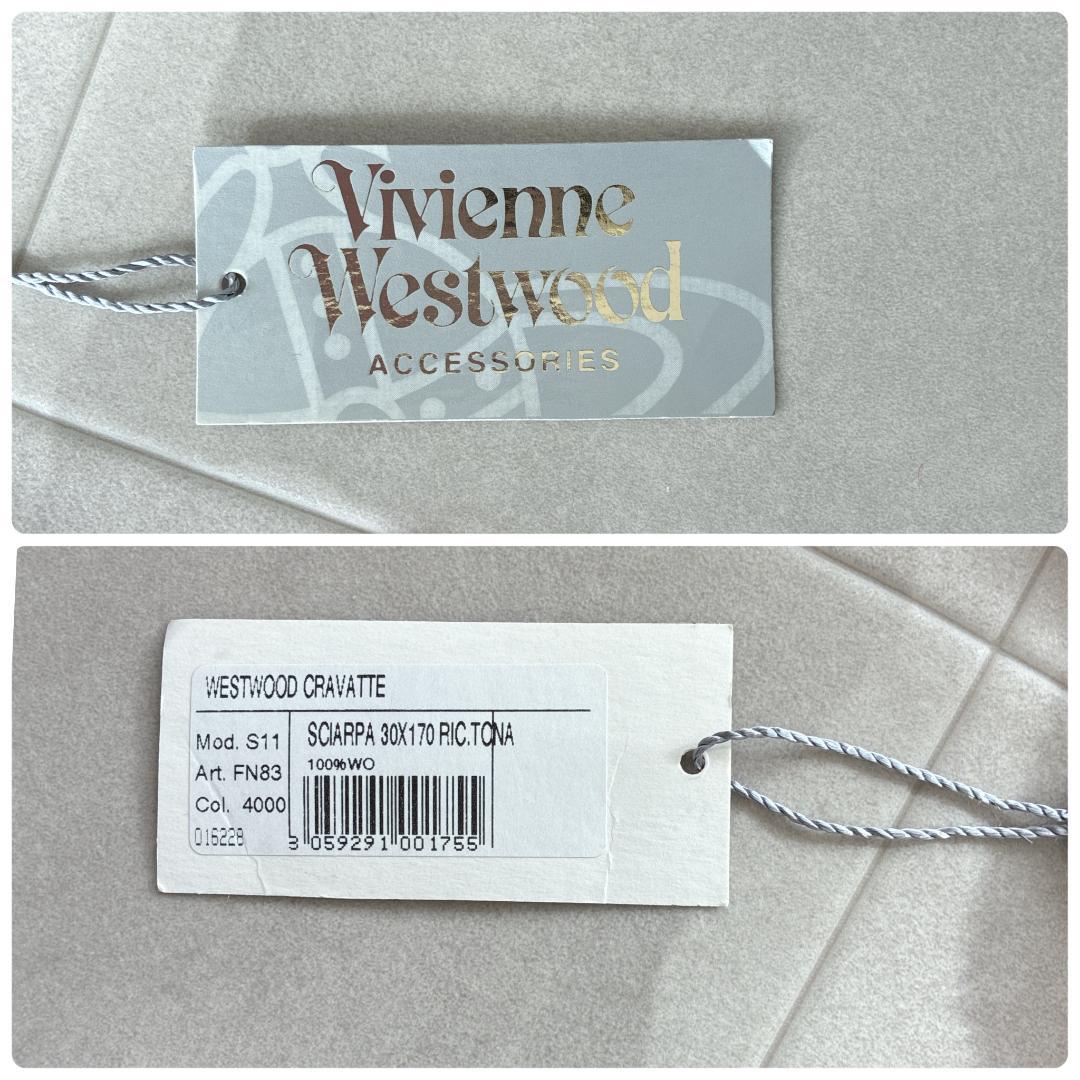 Vivienne
Westwood
ACCESSORIES
WESTWOOD CRAVATTE
Mod. S11
SCIARPA 30X170 RIC.TONA
Art. FN83
100%WO
Col. 4000
016228
3 059291 001755